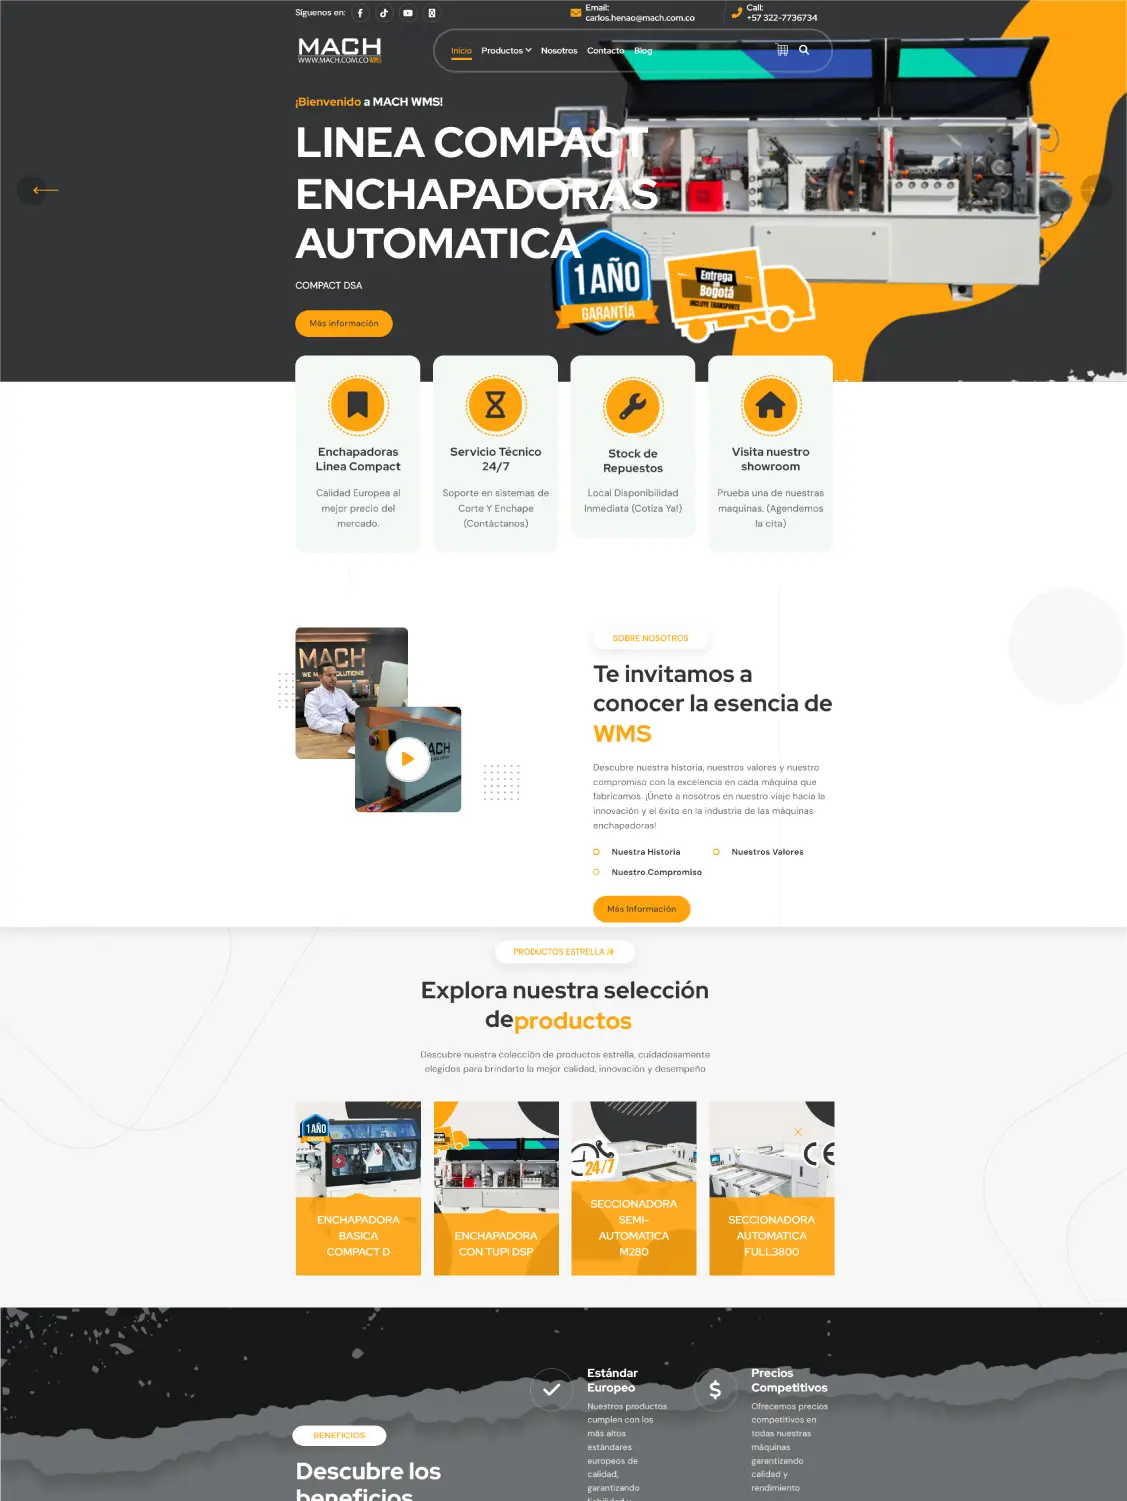 Síguenos en:
Email:
carlos.henao@mach.com.co
Call:
+57 322-7736734
MACH
WWW.MACH.COM.CO
Inicio Productos Nosotros Contacto Blog
¡Bienvenido a MACH WMS!
LINEA COMPACT
ENCHAPADORAS
AUTOMATICA
COMPACT DSA
Más información
1 AÑO
GARANTÍA
Entrega
Bogotá
INCLUYE TRANSPORTE
Enchapadoras
Linea Compact
Calidad Europea al
mejor precio del
mercado.
Servicio Técnico
24/7
Soporte en sistemas de
Corte Y Enchape
(Contáctanos)
Stock de
Repuestos
Local Disponibilidad
Inmediata (Cotiza Ya!)
Visita nuestro
showroom
Prueba una de nuestras
maquinas. (Agendemos
la cita)
MACH
SOLUTIONS
ACH
SOBRE NOSOTROS
Te invitamos a
conocer la esencia de
WMS
Descubre nuestra historia, nuestros valores y nuestro
compromiso con la excelencia en cada máquina que
fabricamos. ¡Únete a nosotros en nuestro viaje hacia la
innovación y el éxito en la industria de las máquinas
enchapadoras!
Nuestra Historia
Nuestros Valores
Nuestro Compromiso
Más Información
PRODUCTOS ESTRELLA ✨
Explora nuestra selección
deproductos
Descubre nuestra colección de productos estrella, cuidadosamente
elegidos para brindarte la mejor calidad, innovación y desempeño
1 AÑO
ENCHAPADORA
BASICA
COMPACT D
ENCHAPADORA
CON TUPI DSP
24/7
SECCIONADORA
SEMI-
AUTOMATICA
M280
CE
SECCIONADORA
AUTOMATICA
FULL3800
BENEFICIOS
Descubre los
beneficios
Estándar
Europeo
Nuestros productos
cumplen con los
más altos
estándares
europeos de
calidad,
garantizando
fiabilidad y
Precios
Competitivos
Ofrecemos precios
competitivos en
todas nuestras
máquinas
garantizando
calidad y
rendimiento